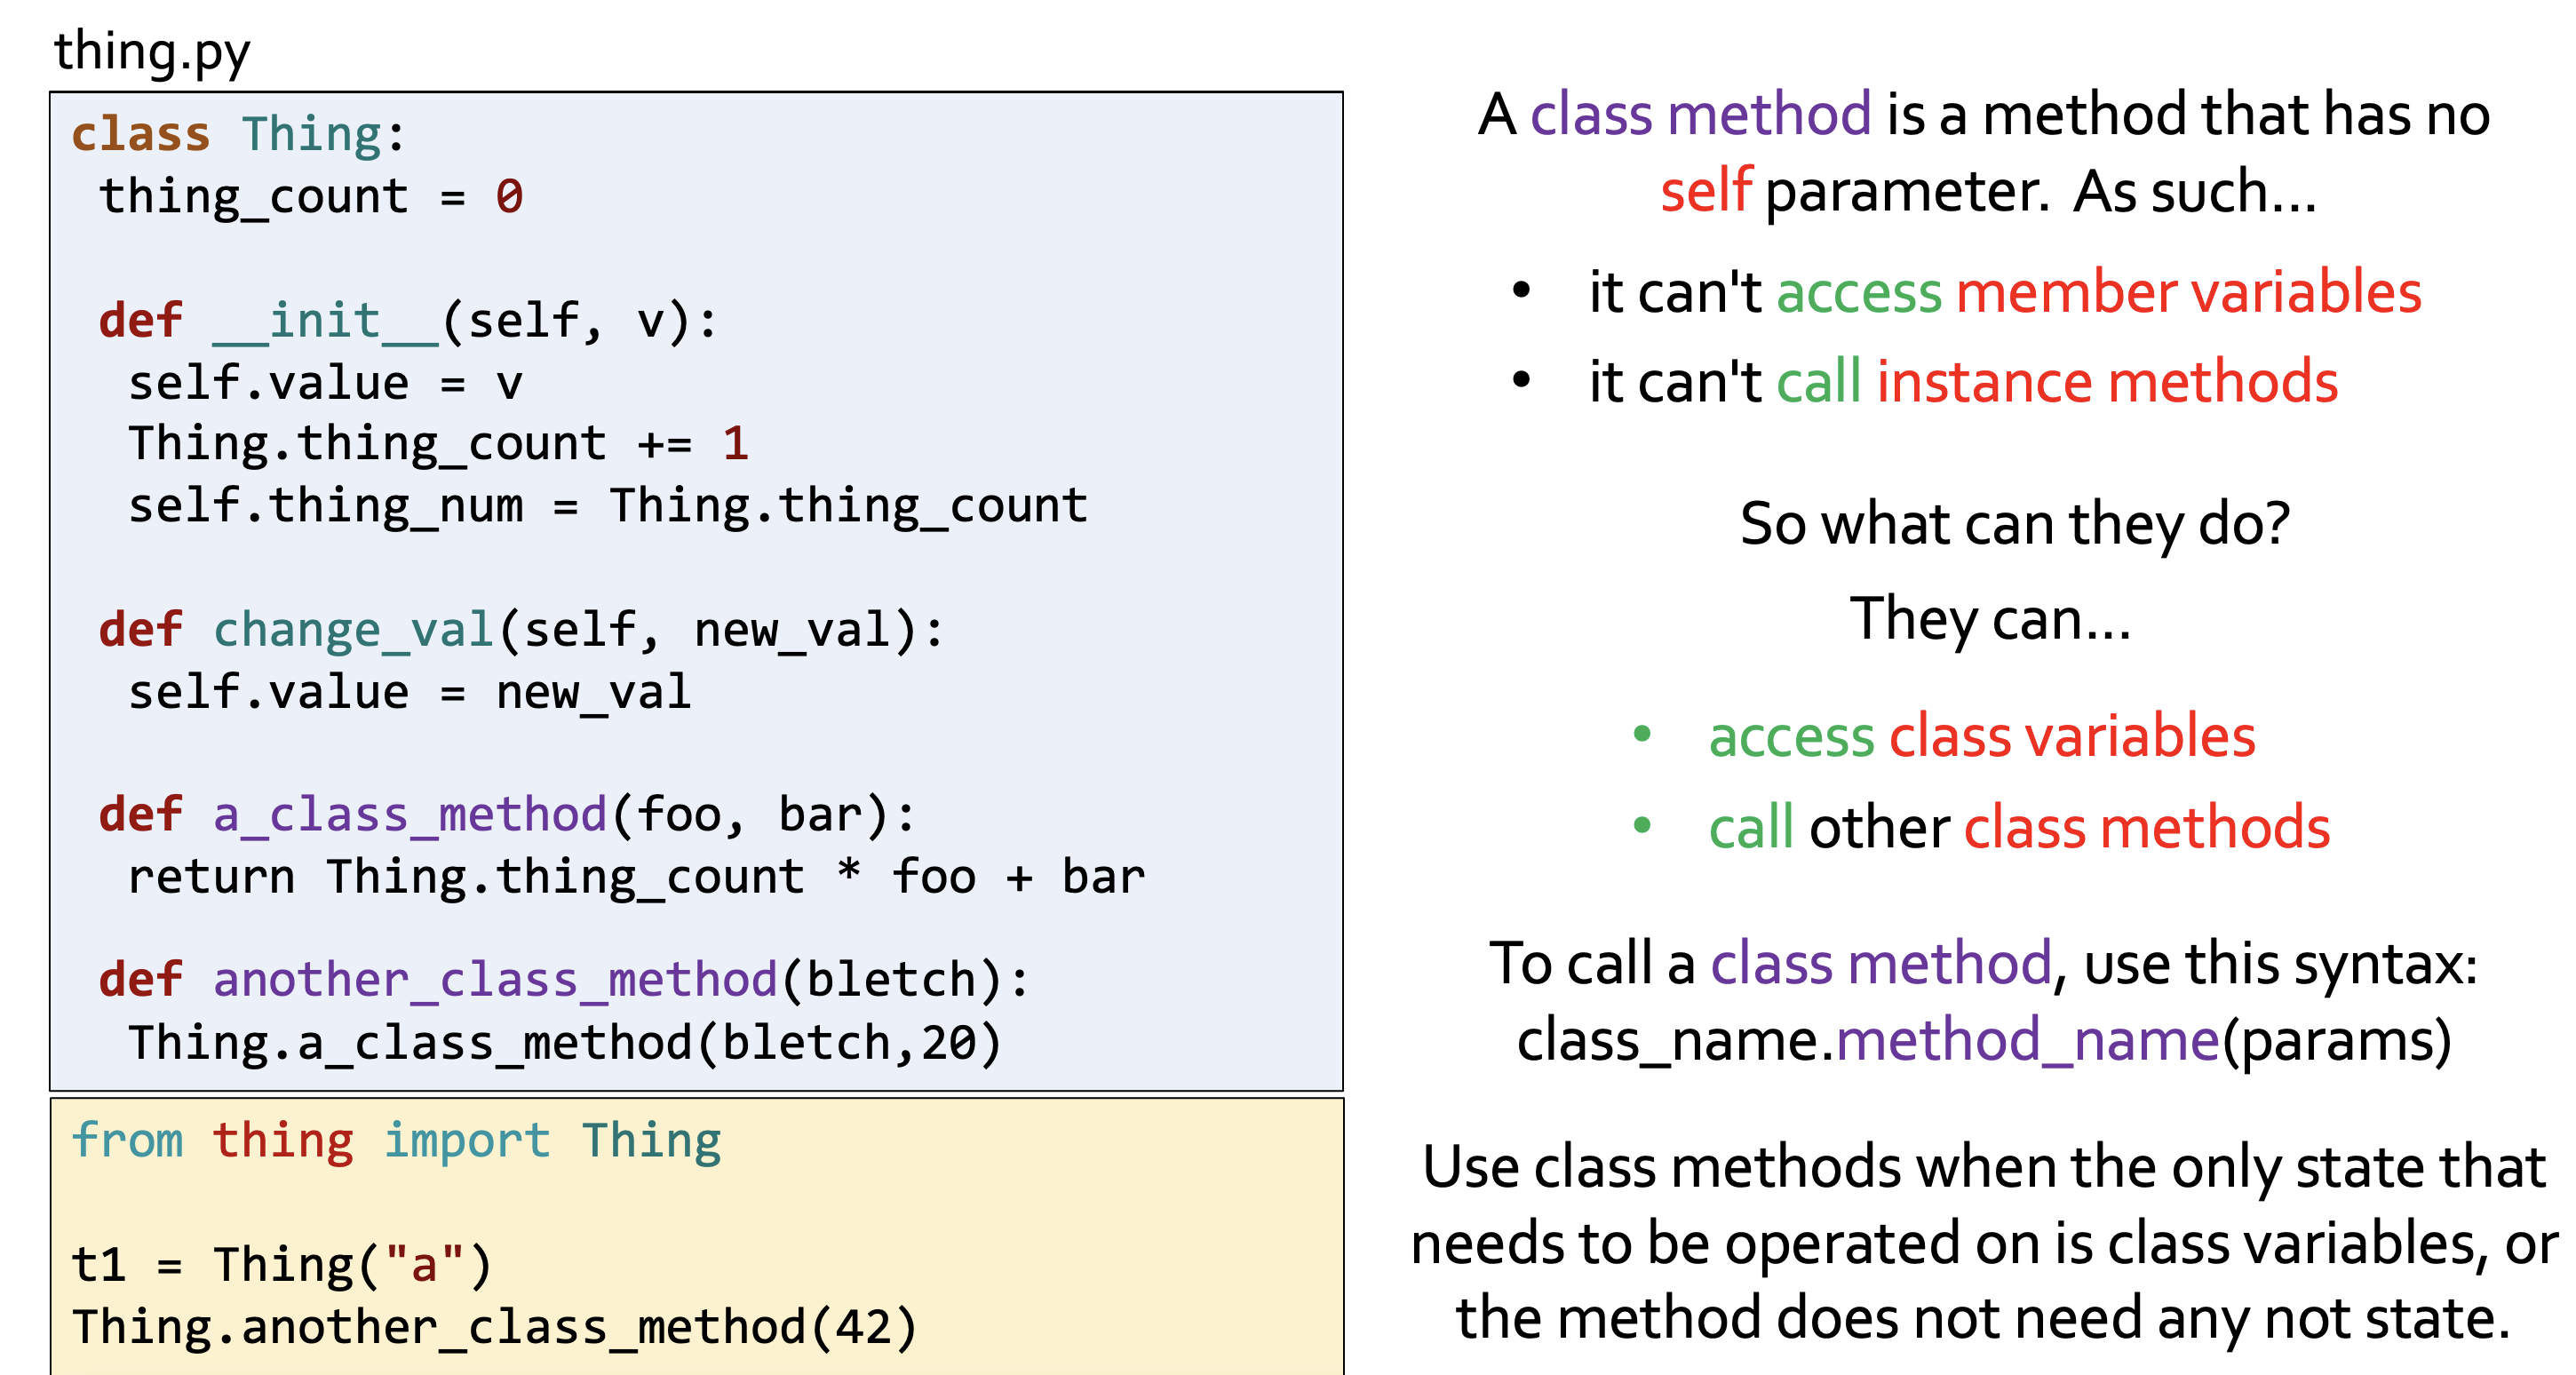 thing.py
class Thing:
 thing_count = 0
 def __init__(self, v):
  self.value = v
  Thing.thing_count += 1
  self.thing_num = Thing.thing_count
 def change_val(self, new_val):
  self.value = new_val
 def a_class_method(foo, bar):
  return Thing.thing_count * foo + bar
 def another_class_method(bletch):
  Thing.a_class_method(bletch,20)
from thing import Thing
t1 = Thing("a")
Thing.another_class_method(42)
A class method is a method that has no
self parameter. As such...
• it can't access member variables
• it can't call instance methods
So what can they do?
They can...
• access class variables
• call other class methods
To call a class method, use this syntax:
class_name.method_name(params)
Use class methods when the only state that
needs to be operated on is class variables, or
the method does not need any not state.